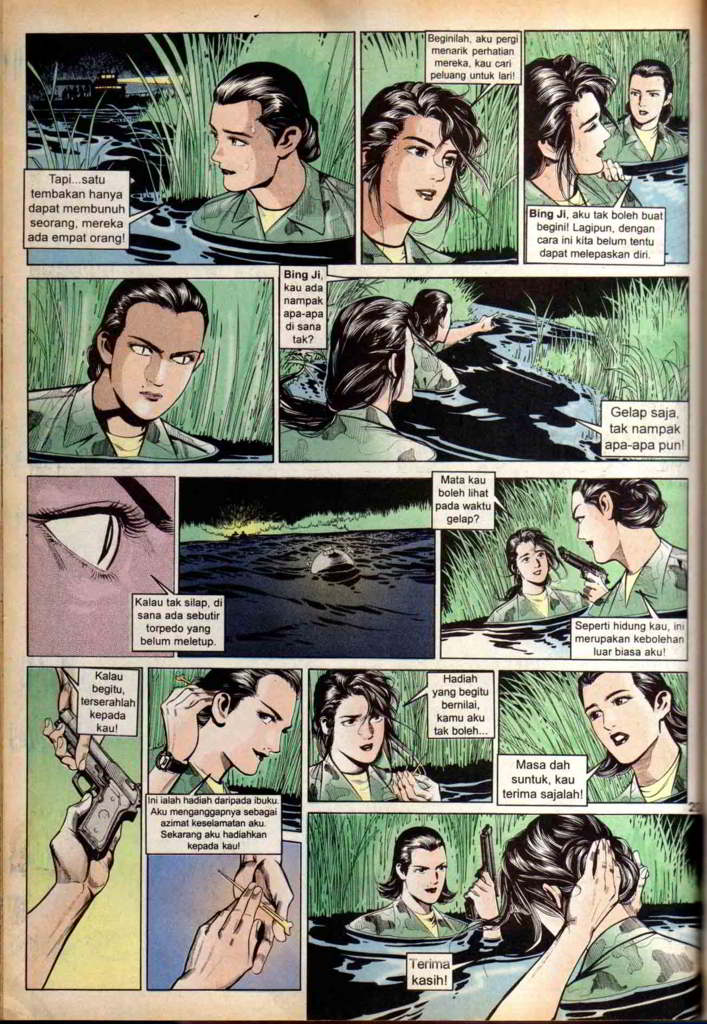 Tapi...satu
tembakan hanya
dapat membunuh
seorang, mereka
ada empat orang!
Beginilah, aku pergi
menarik perhatian
mereka, kau cari
peluang untuk lari!
Bing Ji, aku tak boleh buat
begini! Lagipun, dengan
cara ini kita belum tentu
dapat melepaskan diri.
Bing Ji,
kau ada
nampak
apa-apa
di sana
tak?
Gelap saja,
tak nampak
apa-apa pun!
Kalau tak silap, di
sana ada sebutir
torpedo yang
belum meletup.
Mata kau
boleh lihat
pada waktu
gelap?
Seperti hidung kau, ini
merupakan kebolehan
luar biasa aku!
Kalau
begitu,
terserahlah
kepada
kau!
Ini ialah hadiah daripada ibuku.
Aku menganggapnya sebagai
azimat keselamatan aku.
Sekarang aku hadiahkan
kepada kau!
Hadiah
yang begitu
bernilai,
kamu aku
tak boleh...
Masa dah
suntuk, kau
terima sajalah!
Terima
kasih!